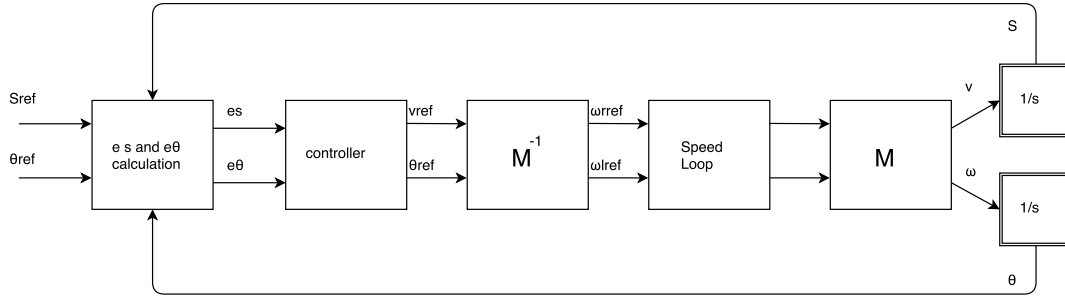 S
Sref
θref
e s and eθ
calculation
es
eθ
controller
vref
θref
M-1
ωrref
ωlref
Speed
Loop
M
v
ω
1/s
1/s
θ